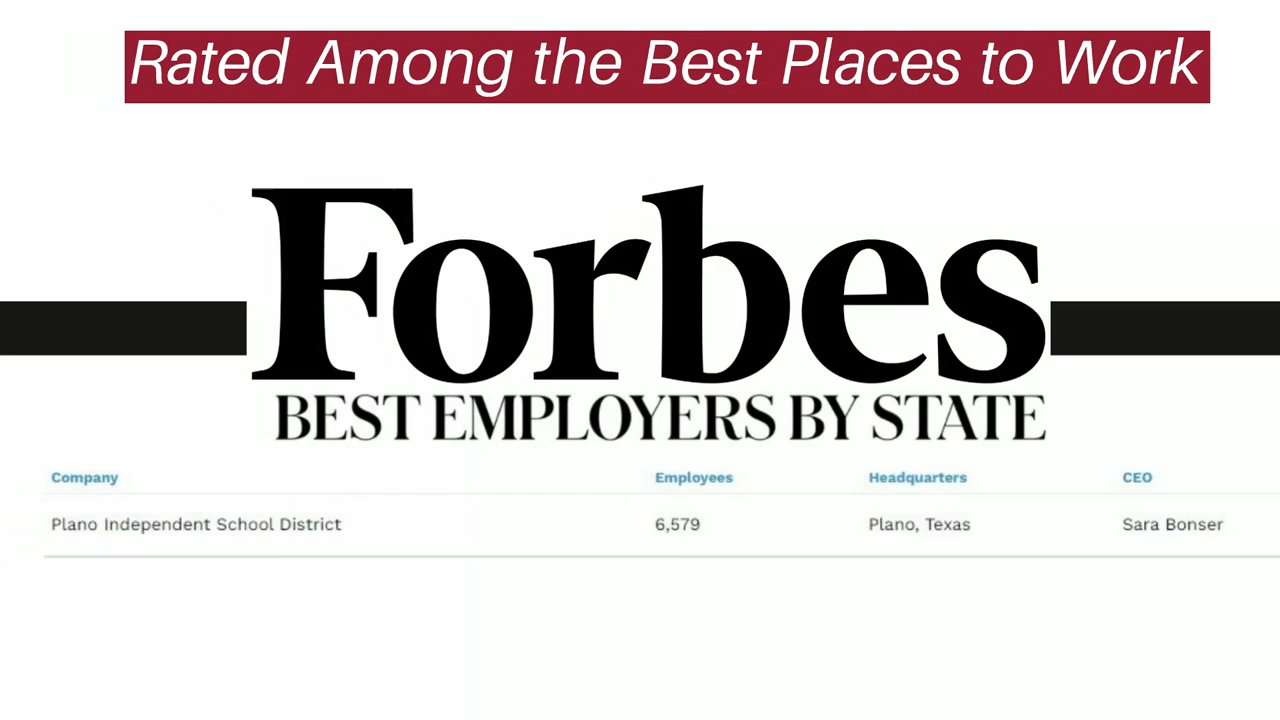 Rated Among the Best Places to Work
Forbes
BEST EMPLOYERS BY STATE
Company Employees Headquarters CEO
Plano Independent School District 6,579 Plano, Texas Sara Bonser